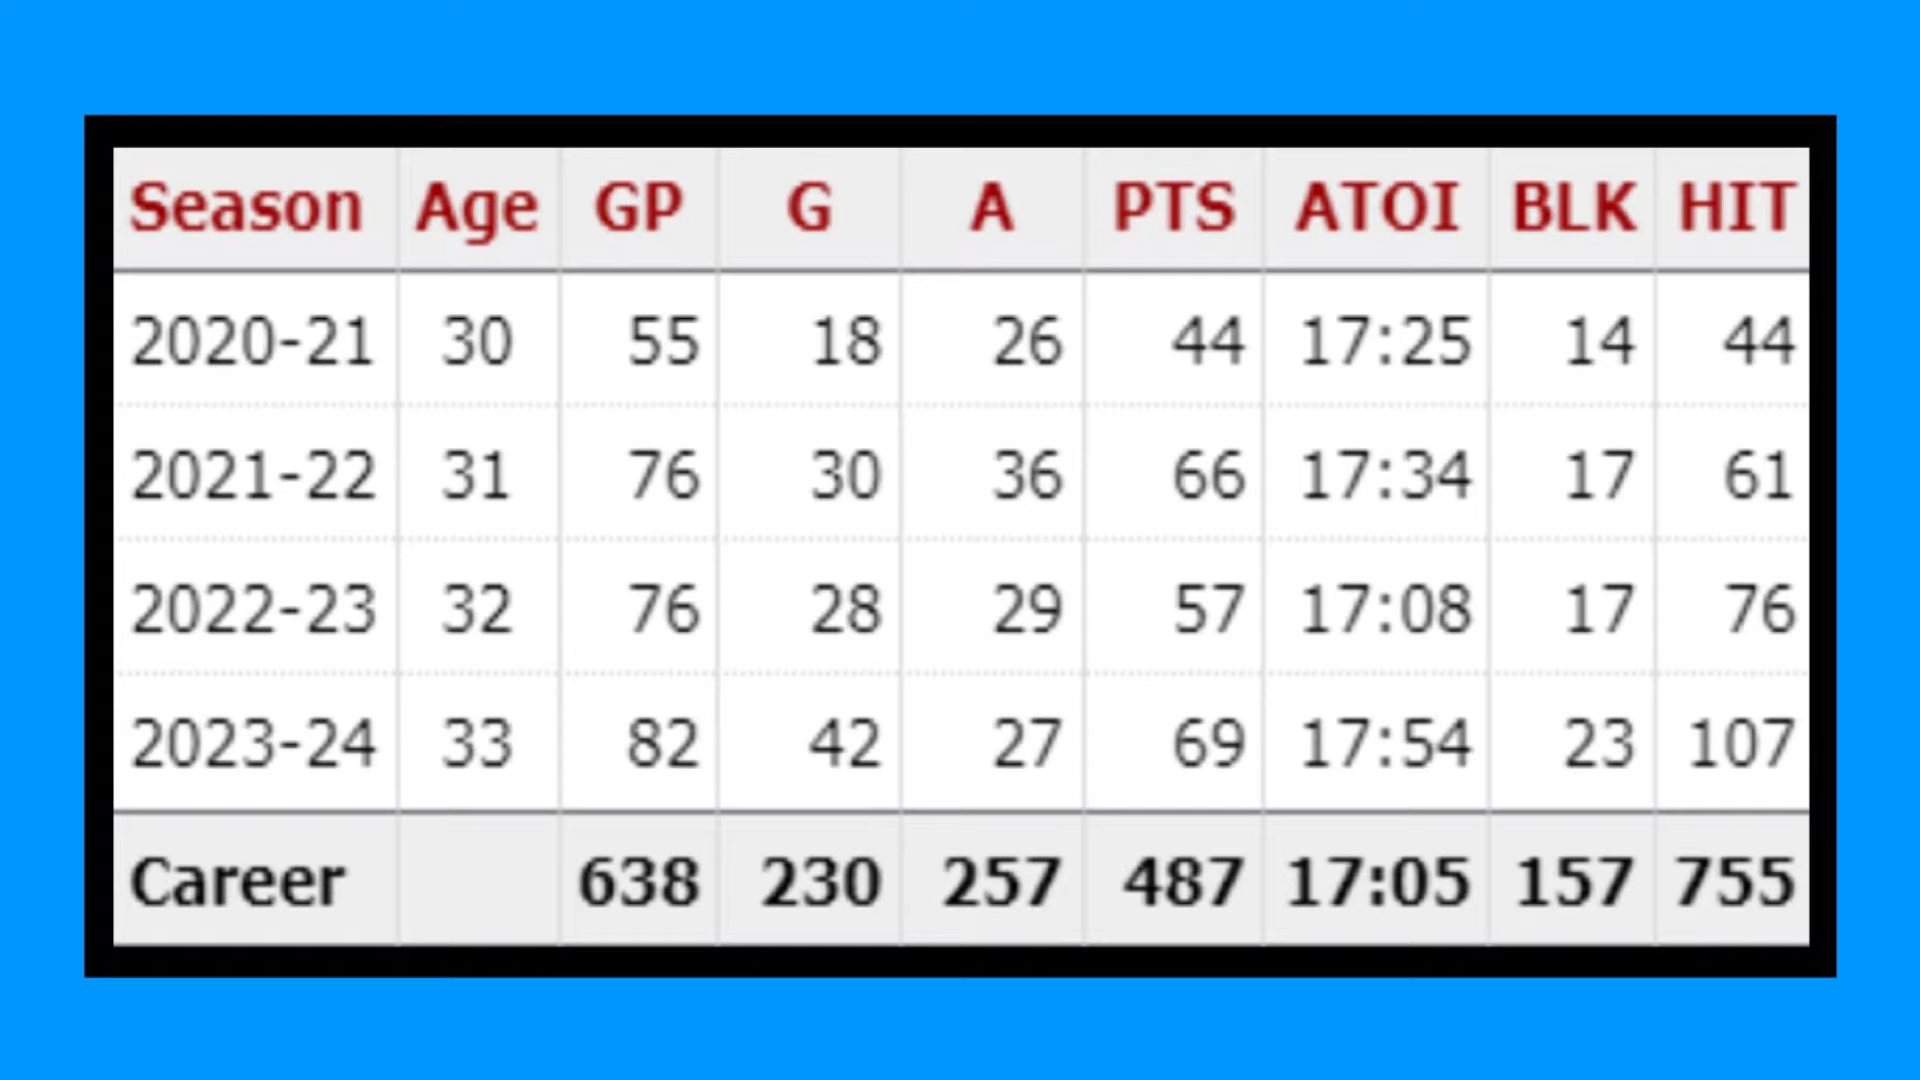 Season Age GP G A PTS ATOI BLK HIT
2020-21 30 55 18 26 44 17:25 14 44
2021-22 31 76 30 36 66 17:34 17 61
2022-23 32 76 28 29 57 17:08 17 76
2023-24 33 82 42 27 69 17:54 23 107
Career 638 230 257 487 17:05 157 755